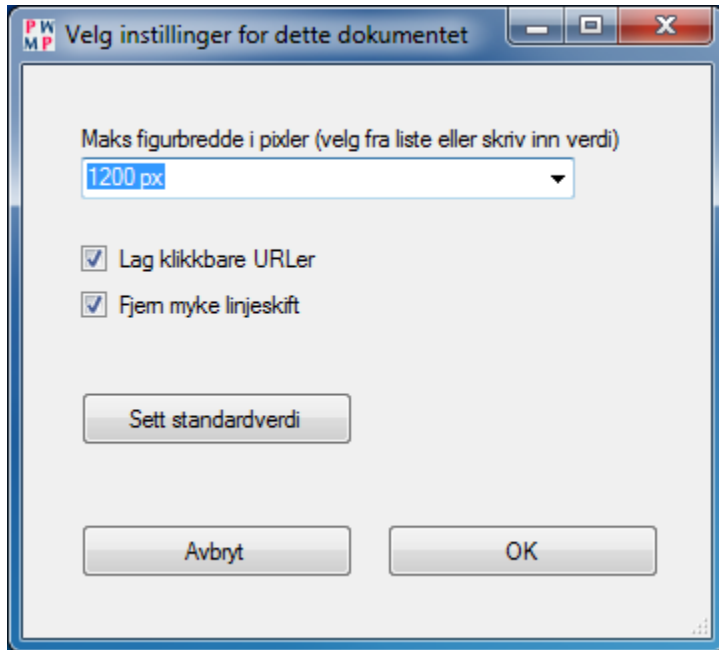 PW
MP
Velg instillinger for dette dokumentet
Maks figurbredde i pixler (velg fra liste eller skriv inn verdi)
1200 px
Lag klikkbare URLer
Fjern myke linjeskift
Sett standardverdi
Avbryt
OK